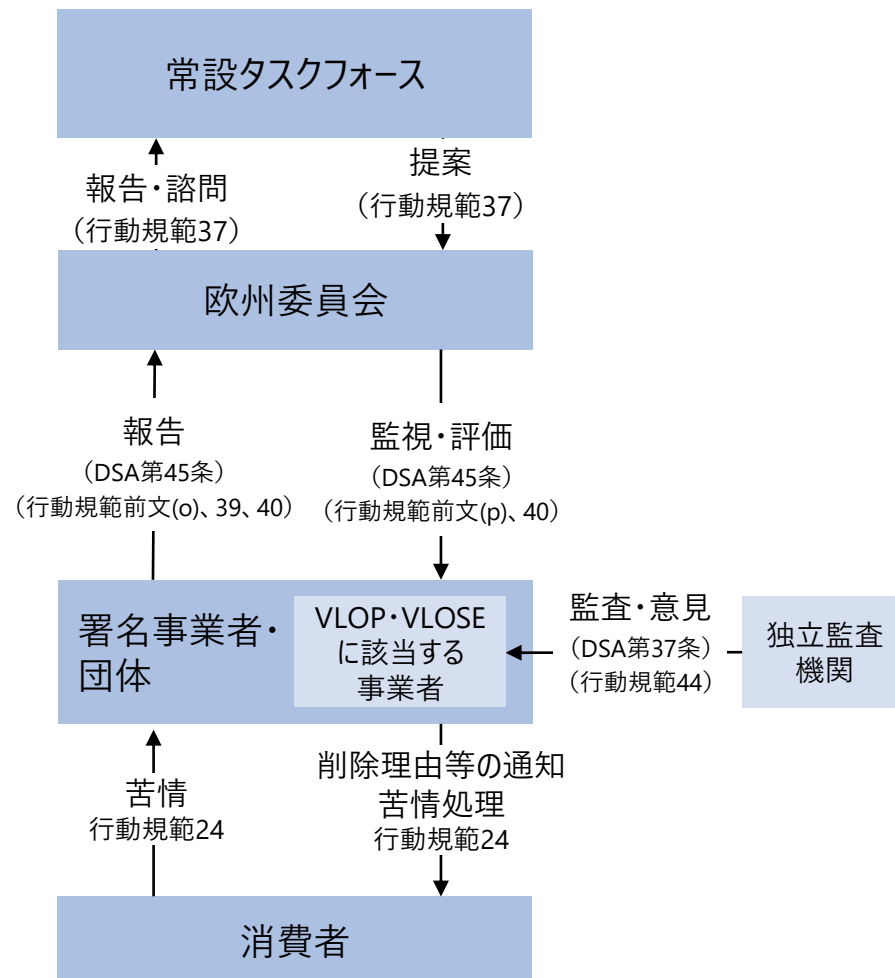 常設タスクフォース
報告・諮問
（行動規範37）
提案
（行動規範37）
欧州委員会
報告
（DSA第45条）
（行動規範前文(o)、39、40）
監視・評価
（DSA第45条）
（行動規範前文(p)、40）
署名事業者・
団体
VLOP・VLOSE
に該当する
事業者
監査・意見
（DSA第37条）
（行動規範44）
独立監査
機関
苦情
行動規範24
削除理由等の通知
苦情処理
行動規範24
消費者